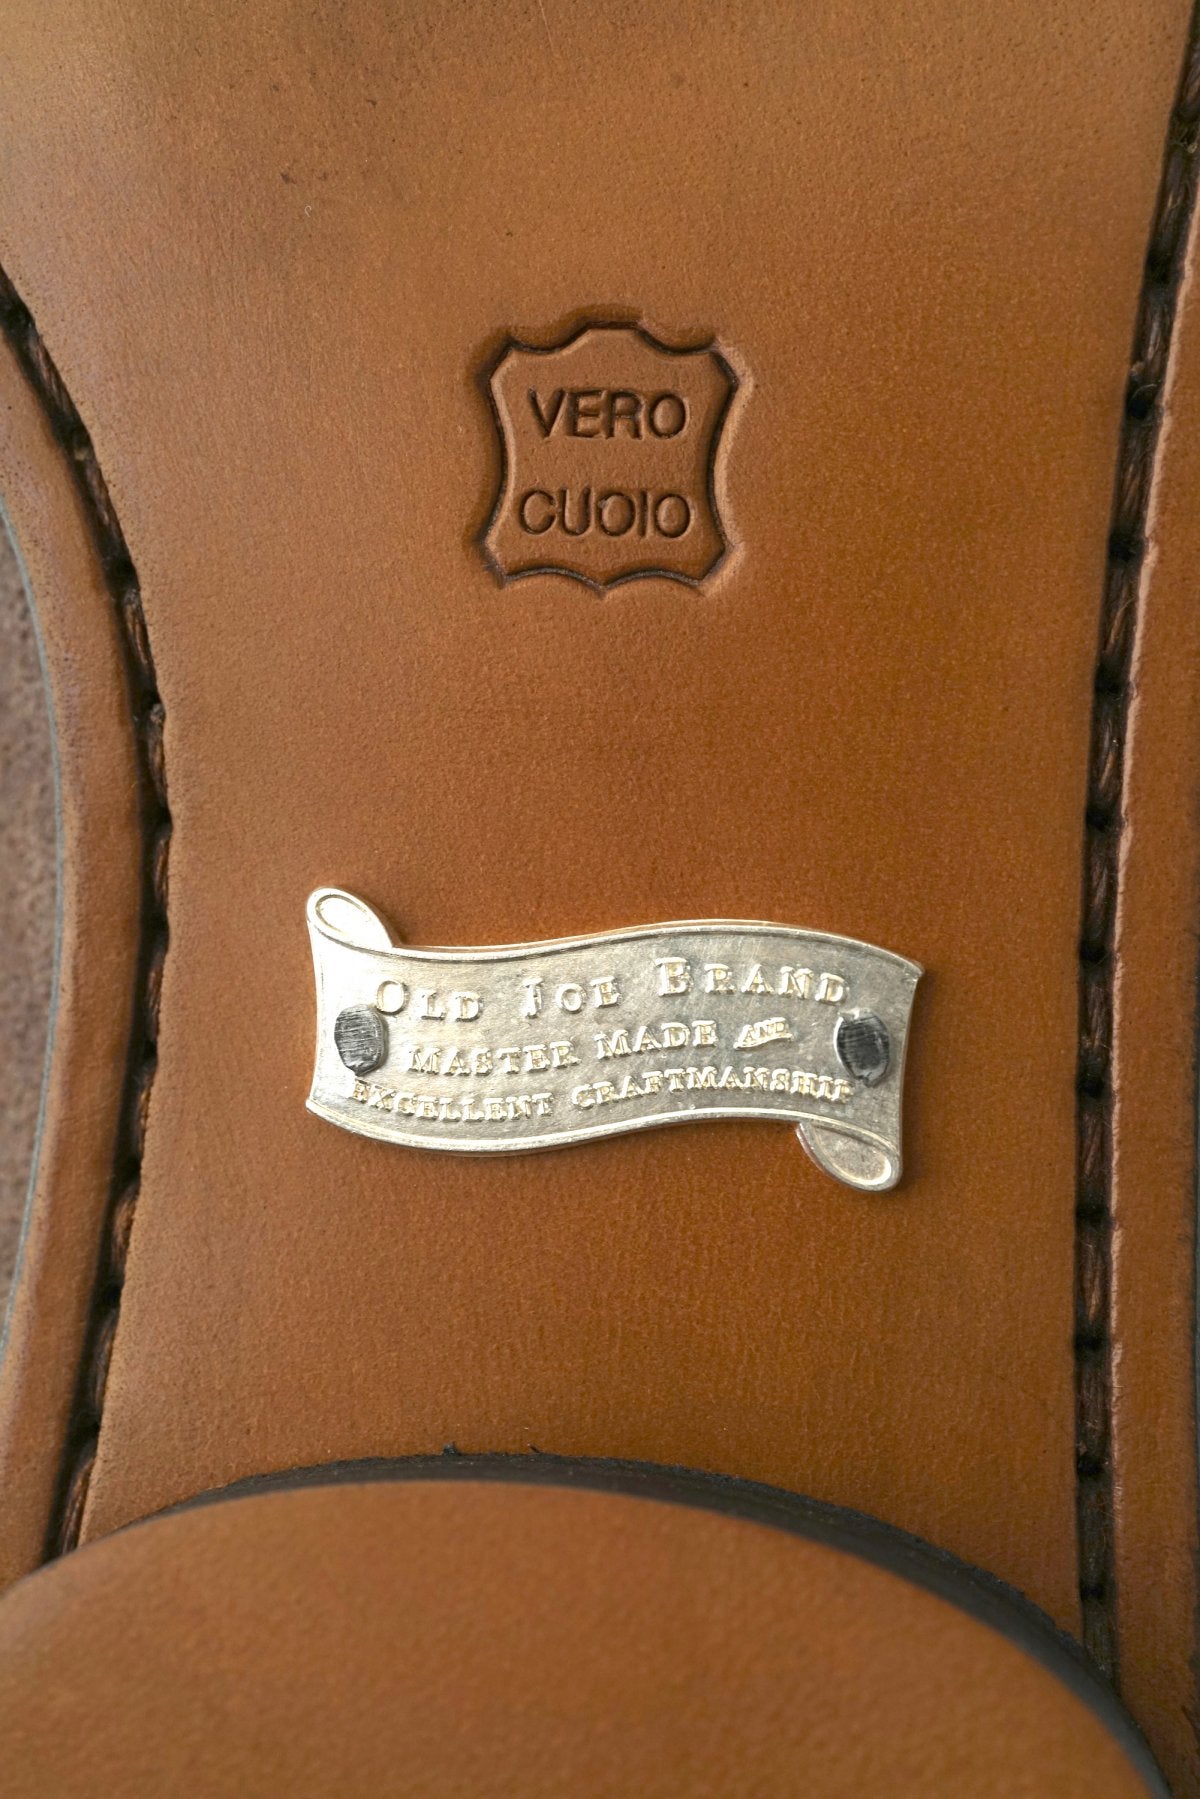 VERO
CUOIO
OLD JOE BRAND
MASTER MADE AND
EXCELLENT CRAFTMANSHIP